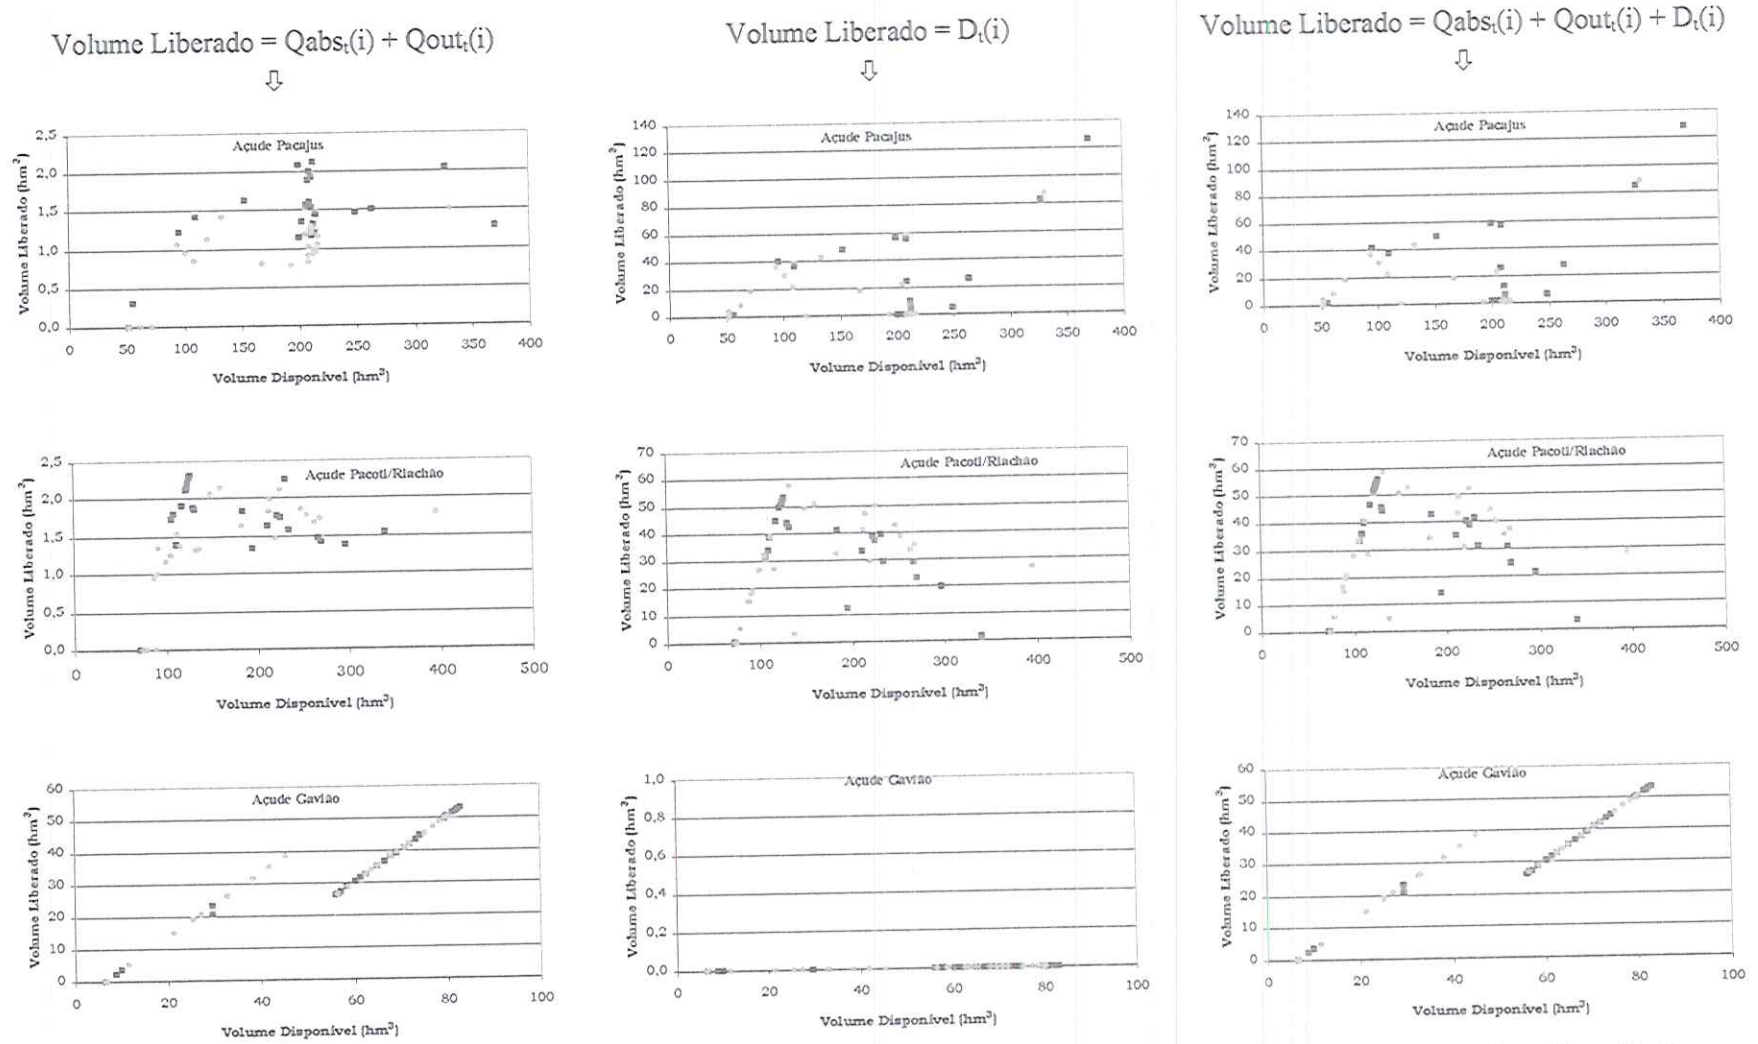 Volume Liberado = Qabsₜ(i) + Qoutₜ(i)
⇩
Volume Liberado = Dₜ(i)
⇩
Volume Liberado = Qabsₜ(i) + Qoutₜ(i) + Dₜ(i)
⇩
Açude Pacajus
Volume Liberado (hm³)
2,5
2,0
1,5
1,0
0,5
0,0
0 50 100 150 200 250 300 350 400
Volume Disponível (hm³)
Açude Pacajus
Volume Liberado (hm³)
140
120
100
80
60
40
20
0
0 50 100 150 200 250 300 350 400
Volume Disponível (hm³)
Açude Pacajus
Volume Liberado (hm³)
140
120
100
80
60
40
20
0
0 50 100 150 200 250 300 350 400
Volume Disponível (hm³)
Açude Pacoti/Riachão
Volume Liberado (hm³)
2,5
2,0
1,5
1,0
0,5
0,0
0 100 200 300 400 500
Volume Disponível (hm³)
Açude Pacoti/Riachão
Volume Liberado (hm³)
70
60
50
40
30
20
10
0
0 100 200 300 400 500
Volume Disponível (hm³)
Açude Pacoti/Riachão
Volume Liberado (hm³)
70
60
50
40
30
20
10
0
0 100 200 300 400 500
Volume Disponível (hm³)
Açude Gavião
Volume Liberado (hm³)
60
50
40
30
20
10
0
0 20 40 60 80 100
Volume Disponível (hm³)
Açude Gavião
Volume Liberado (hm³)
1,0
0,8
0,6
0,4
0,2
0,0
0 20 40 60 80 100
Volume Disponível (hm³)
Açude Gavião
Volume Liberado (hm³)
60
50
40
30
20
10
0
0 20 40 60 80 100
Volume Disponível (hm³)